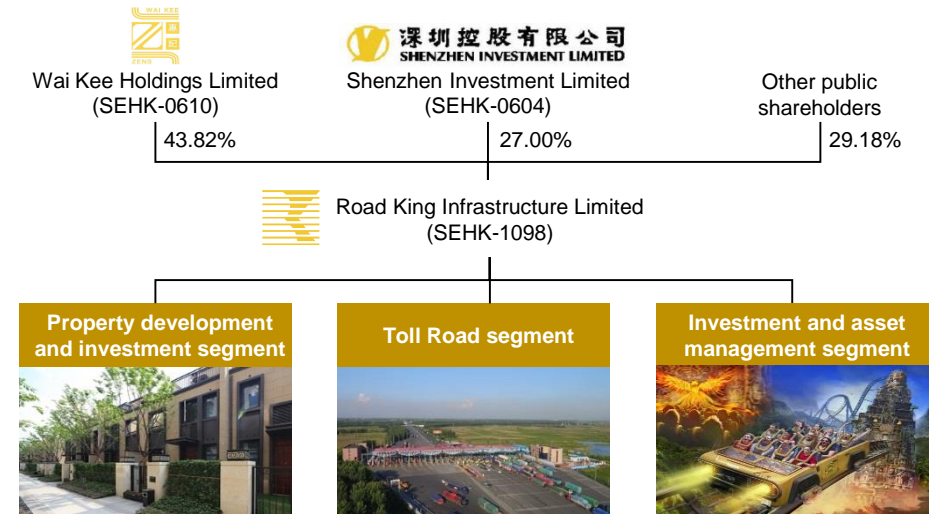 WAI KEE
ZENG
深圳控股有限公司
SHENZHEN INVESTMENT LIMITED
Wai Kee Holdings Limited
(SEHK-0610)
Shenzhen Investment Limited
(SEHK-0604)
Other public
shareholders
43.82%
27.00%
29.18%
Road King Infrastructure Limited
(SEHK-1098)
Property development
and investment segment
Toll Road segment
Investment and asset
management segment